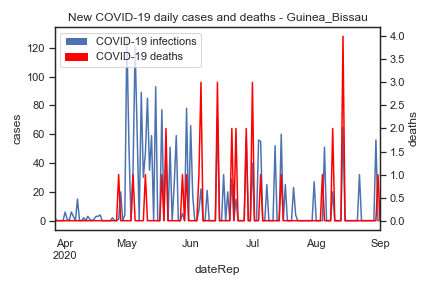 New COVID-19 daily cases and deaths - Guinea_Bissau
COVID-19 infections
COVID-19 deaths
120
100
80
60
40
20
0
cases
4.0
3.5
3.0
2.5
2.0
1.5
1.0
0.5
0.0
deaths
Apr May Jun Jul Aug Sep
2020
dateRep